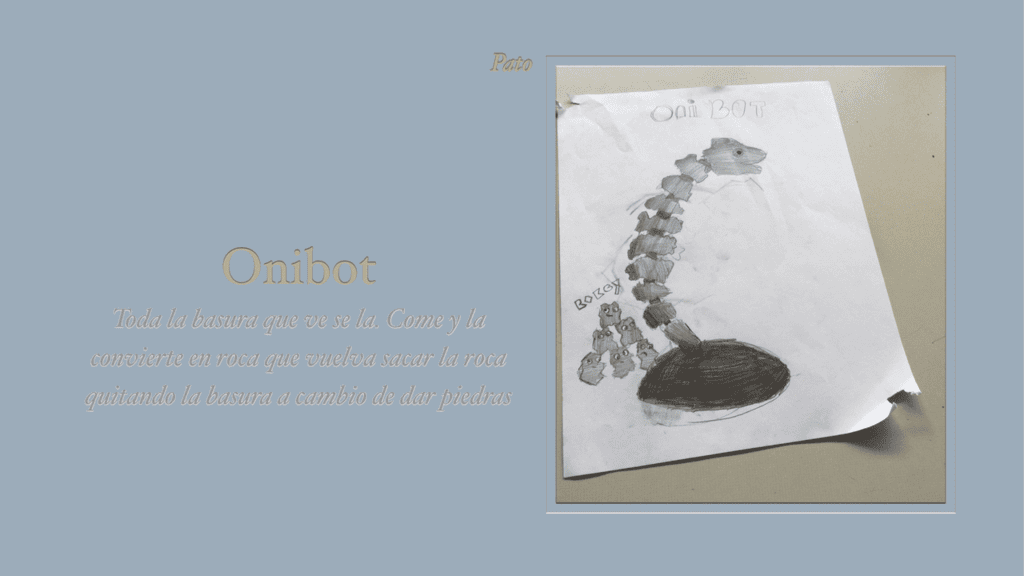 Pato
Oni BOT
BOBBY
Onibot
Toda la basura que ve se la. Come y la
convierte en roca que vuelva sacar la roca
quitando la basura a cambio de dar piedras